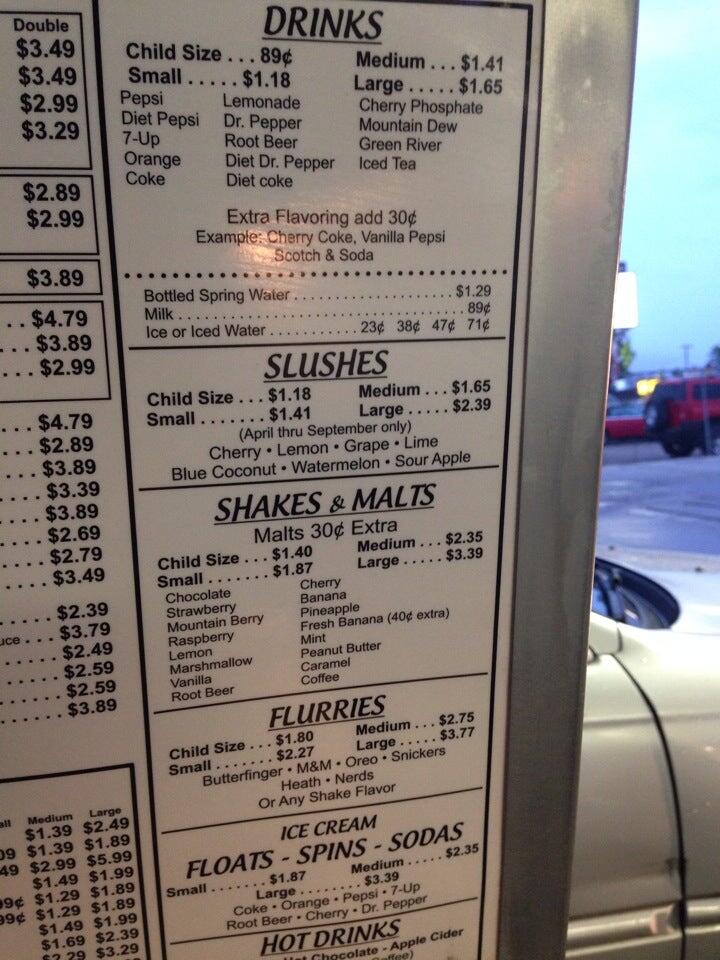 Double
$3.49
$3.49
$2.99
$3.29
$2.89
$2.99
$3.89
. . $4.79
. . . $3.89
. . . . $2.99
. . . $4.79
. . . $2.89
. . . . $3.89
. . . . . $3.39
. . . . $3.89
. . . . . $2.69
. . . . . $2.79
. . . . . $3.49
. . . . . $2.39
uce . . . $3.79
. . . . . . $2.49
. . . . . . $2.59
. . . . . . $2.59
. . . . . . $3.89
all Medium Large
$1.39 $2.49
09 $1.39 $1.89
49 $2.99 $5.99
$1.49 $1.99
99¢ $1.29 $1.89
99¢ $1.29 $1.89
$1.49 $1.99
$1.69 $2.39
$2.29 $3.29
DRINKS
Child Size . . . 89¢ Medium . . . $1.41
Small . . . . . $1.18 Large . . . . . $1.65
Pepsi Lemonade Cherry Phosphate
Diet Pepsi Dr. Pepper Mountain Dew
7-Up Root Beer Green River
Orange Diet Dr. Pepper Iced Tea
Coke Diet coke
Extra Flavoring add 30¢
Example: Cherry Coke, Vanilla Pepsi
Scotch & Soda
Bottled Spring Water . . . . . . . . . . . . . . . . . . . . $1.29
Milk . . . . . . . . . . . . . . . . . . . . . . . . . . . . . . . . . . . . 89¢
Ice or Iced Water . . . . . . . . . . . 23¢ 38¢ 47¢ 71¢
SLUSHES
Child Size . . . $1.18 Medium . . . $1.65
Small . . . . . . . $1.41 Large . . . . . $2.39
(April thru September only)
Cherry • Lemon • Grape • Lime
Blue Coconut • Watermelon • Sour Apple
SHAKES & MALTS
Malts 30¢ Extra
Child Size . . . $1.40 Medium . . . $2.35
Small . . . . . . . $1.87 Large . . . . . $3.39
Chocolate Cherry
Strawberry Banana
Mountain Berry Pineapple
Raspberry Fresh Banana (40¢ extra)
Lemon Mint
Marshmallow Peanut Butter
Vanilla Caramel
Root Beer Coffee
FLURRIES
Child Size . . . $1.80 Medium . . . $2.75
Small . . . . . . . $2.27 Large . . . . . $3.77
Butterfinger • M&M • Oreo • Snickers
Heath • Nerds
Or Any Shake Flavor
ICE CREAM
FLOATS - SPINS - SODAS
Small . . . . . . . . $1.87 Medium . . . . . $2.35
Large . . . . . . . . $3.39
Coke • Orange • Pepsi • 7-Up
Root Beer • Cherry • Dr. Pepper
HOT DRINKS
Hot Chocolate - Apple Cider
Coffee)